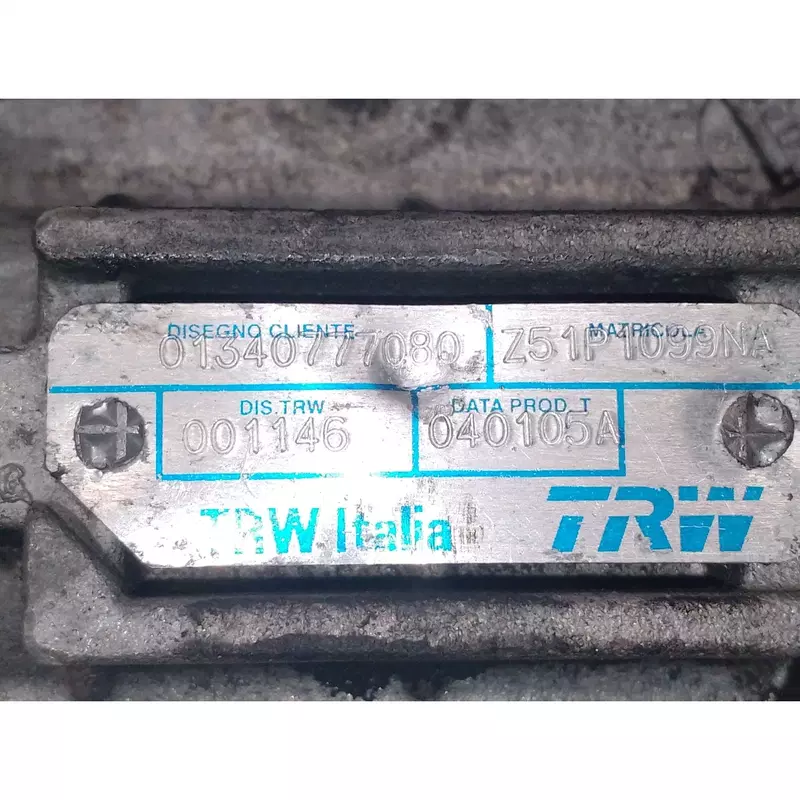 DISEGNO CLIENTE MATRICOLA
01340777080 Z51P1099NA
DIS. TRW DATA PROD. T
001146 040105A
TRW Italia TRW